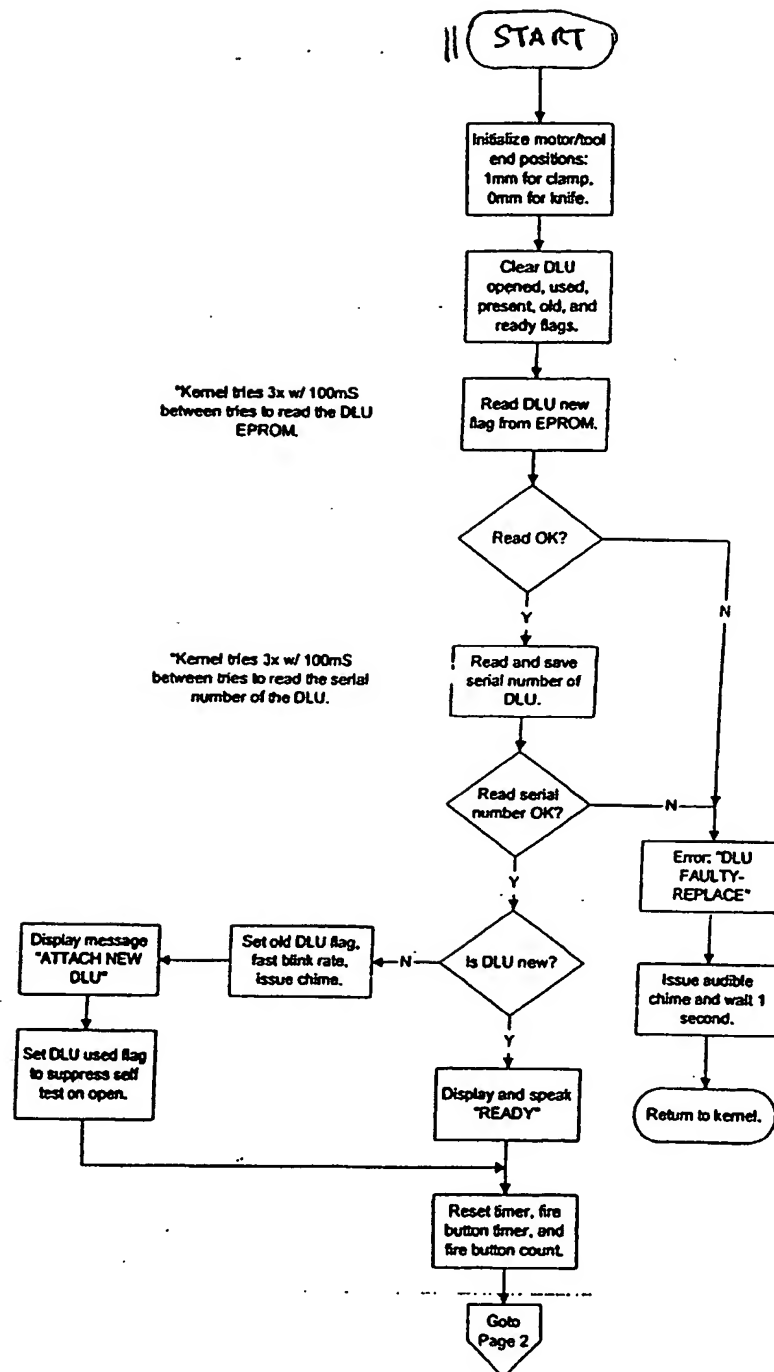 START
Initialize motor/tool
end positions:
1mm for clamp,
0mm for knife.
Clear DLU
opened, used,
present, old, and
ready flags.
"Kernel tries 3x w/ 100mS
between tries to read the DLU
EPROM.
Read DLU new
flag from EPROM.
Read OK?
N
Y
"Kernel tries 3x w/ 100mS
between tries to read the serial
number of the DLU.
Read and save
serial number of
DLU.
Read serial
number OK?
N
Y
Error: "DLU
FAULTY-
REPLACE"
Display message
"ATTACH NEW
DLU"
Set old DLU flag,
fast blink rate,
issue chime.
N
Is DLU new?
Issue audible
chime and wait 1
second.
Y
Set DLU used flag
to suppress self
test on open.
Display and speak
"READY"
Return to kernel.
Reset timer, fire
button timer, and
fire button count.
Goto
Page 2